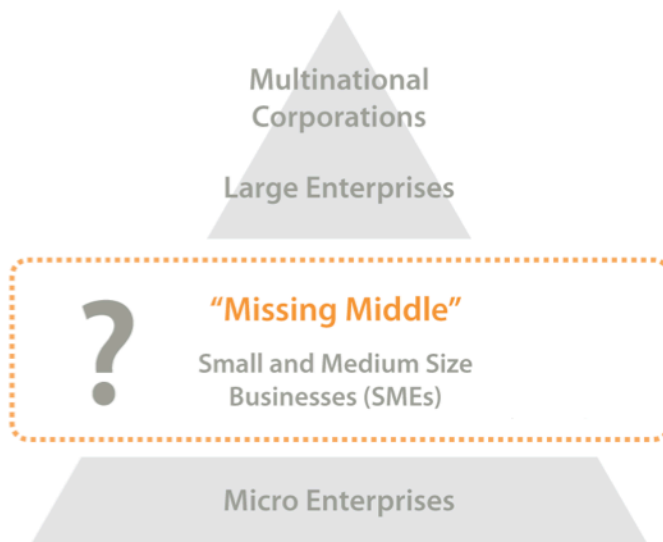 Multinational
Corporations
Large Enterprises
?
“Missing Middle”
Small and Medium Size
Businesses (SMEs)
Micro Enterprises